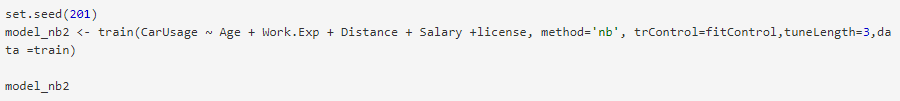 set.seed(201)
model_nb2 <- train(CarUsage ~ Age + Work.Exp + Distance + Salary +license, method='nb', trControl=fitControl,tuneLength=3,da
ta =train)
model_nb2